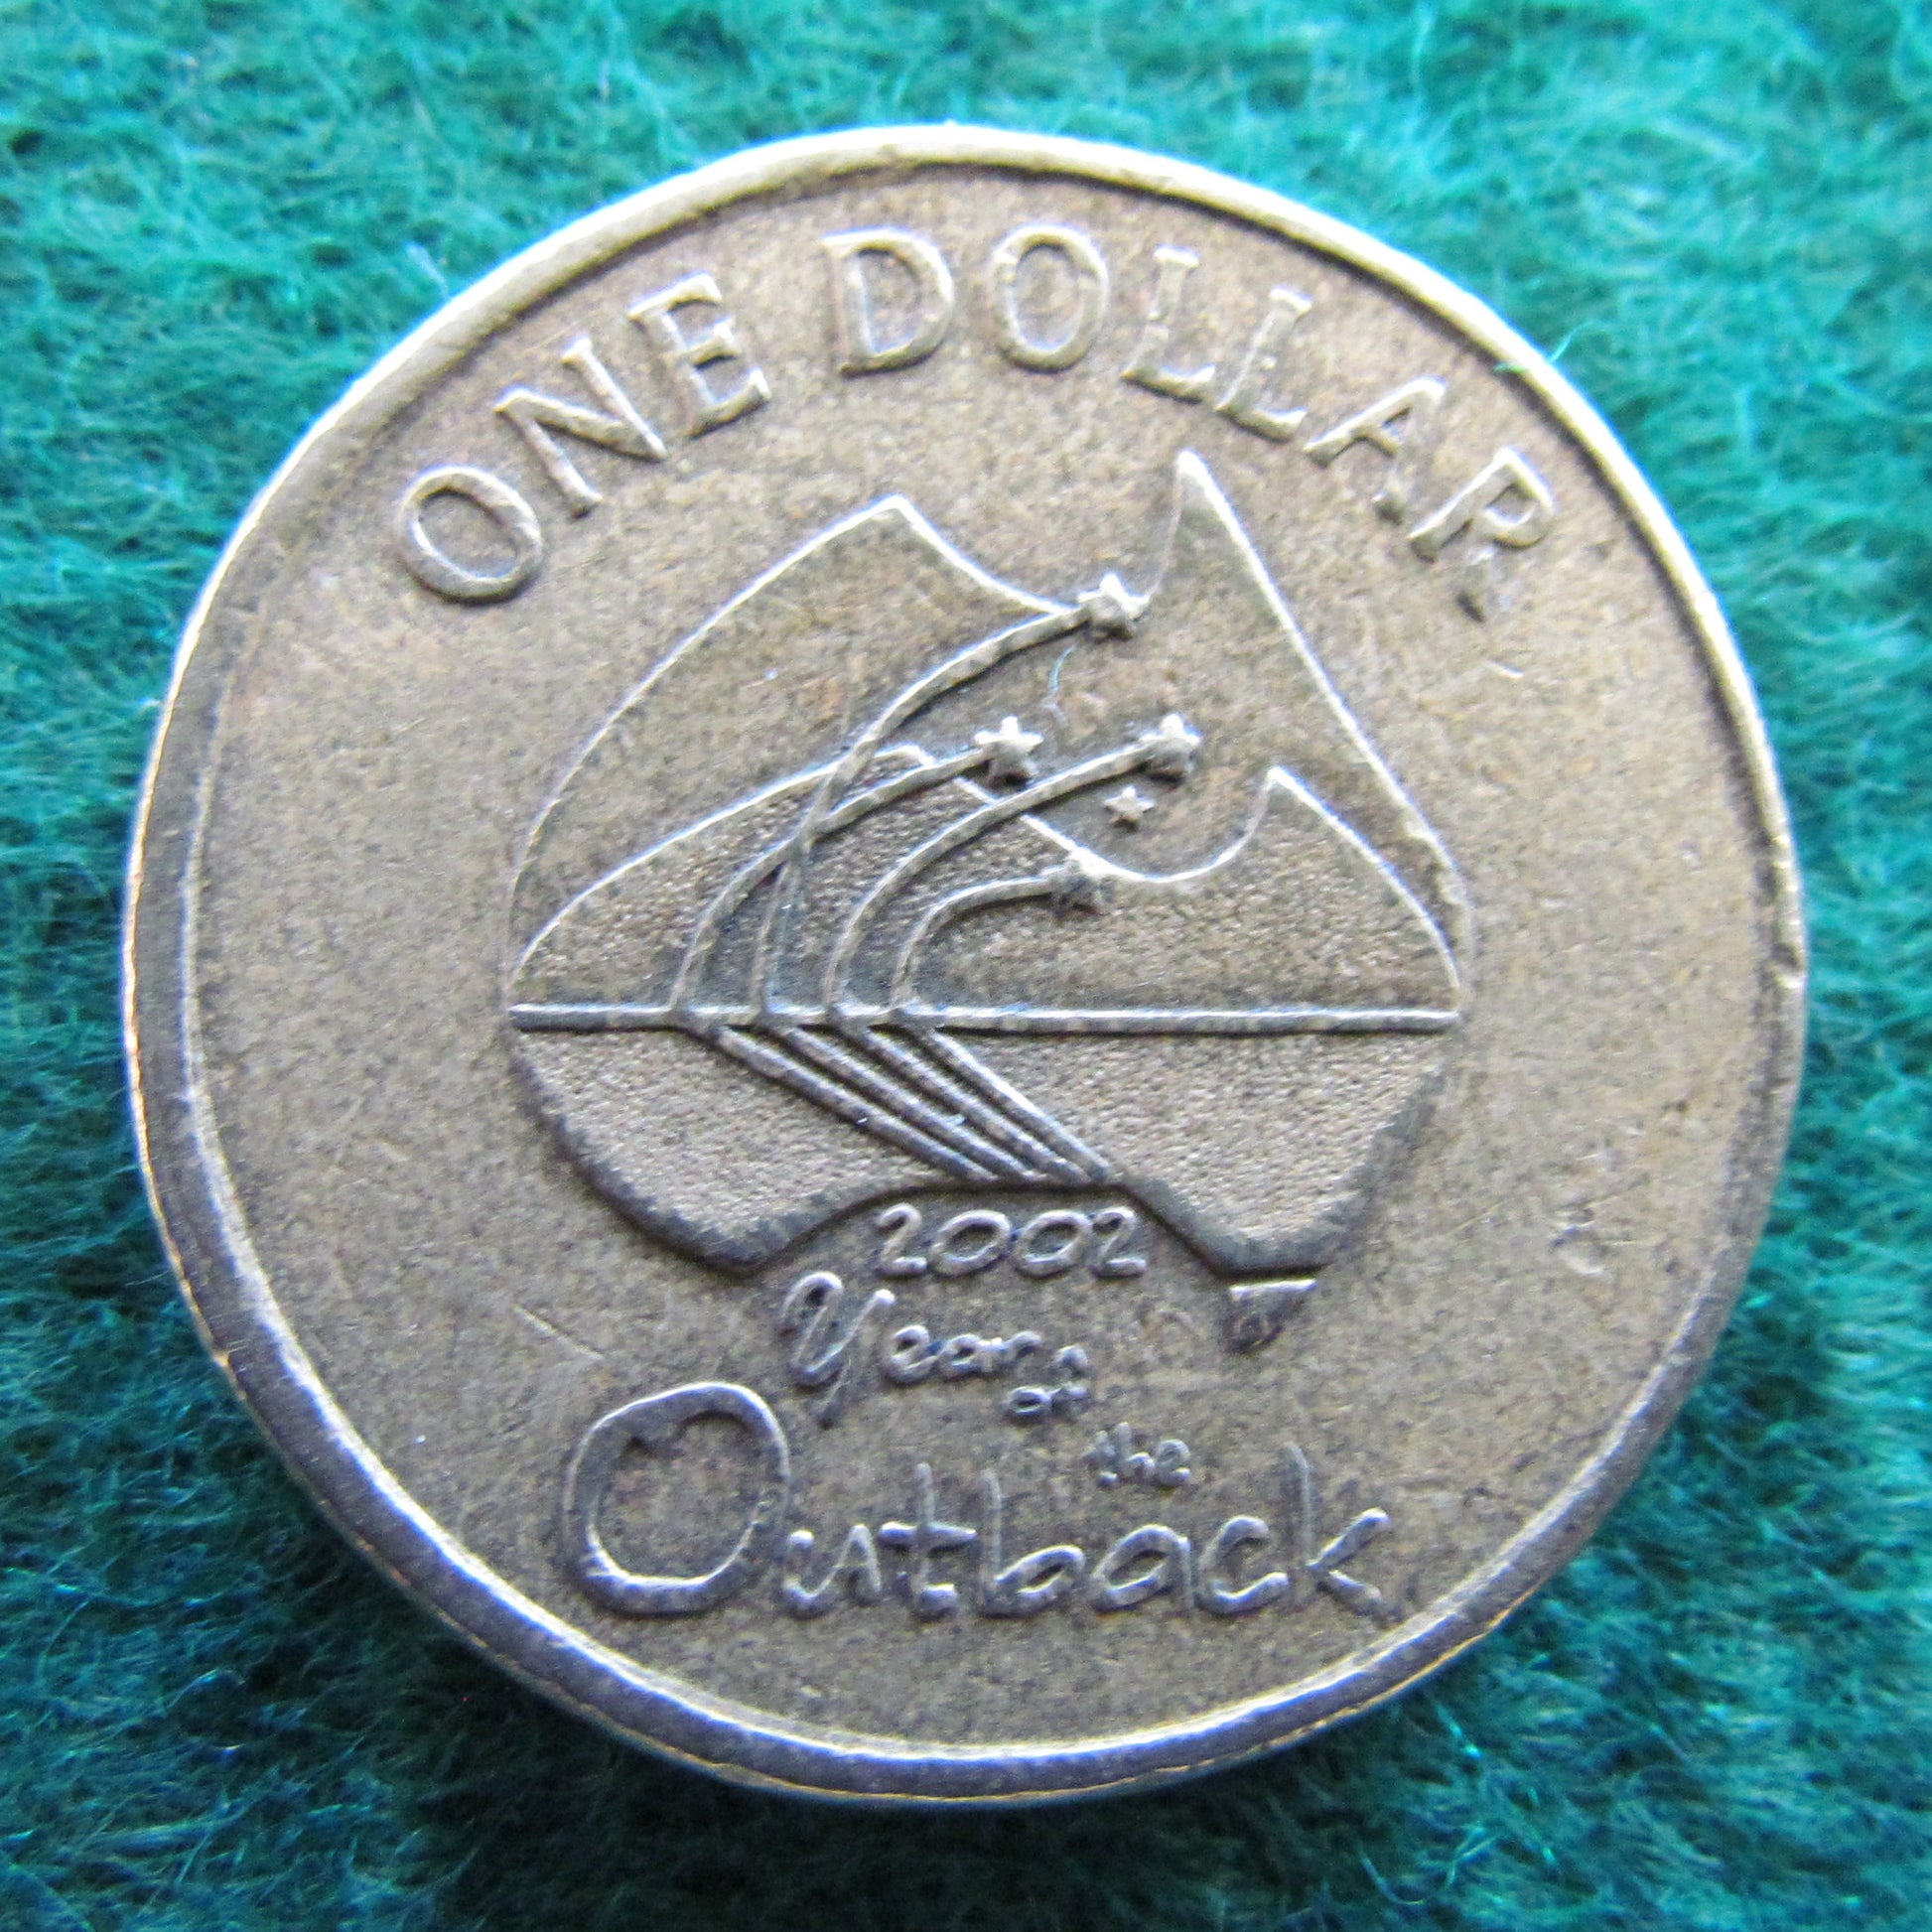 ONE DOLLAR
2002
Year
of
the
Outback